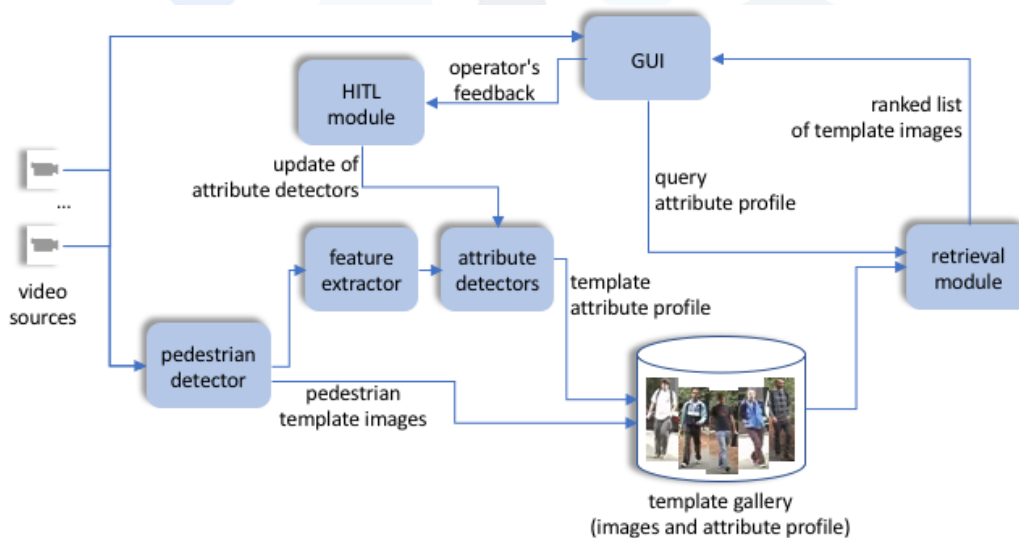 GUI
operator's
feedback
HITL
module
ranked list
of template images
update of
attribute detectors
query
attribute profile
...
feature
extractor
attribute
detectors
retrieval
module
video
sources
template
attribute profile
pedestrian
detector
pedestrian
template images
template gallery
(images and attribute profile)